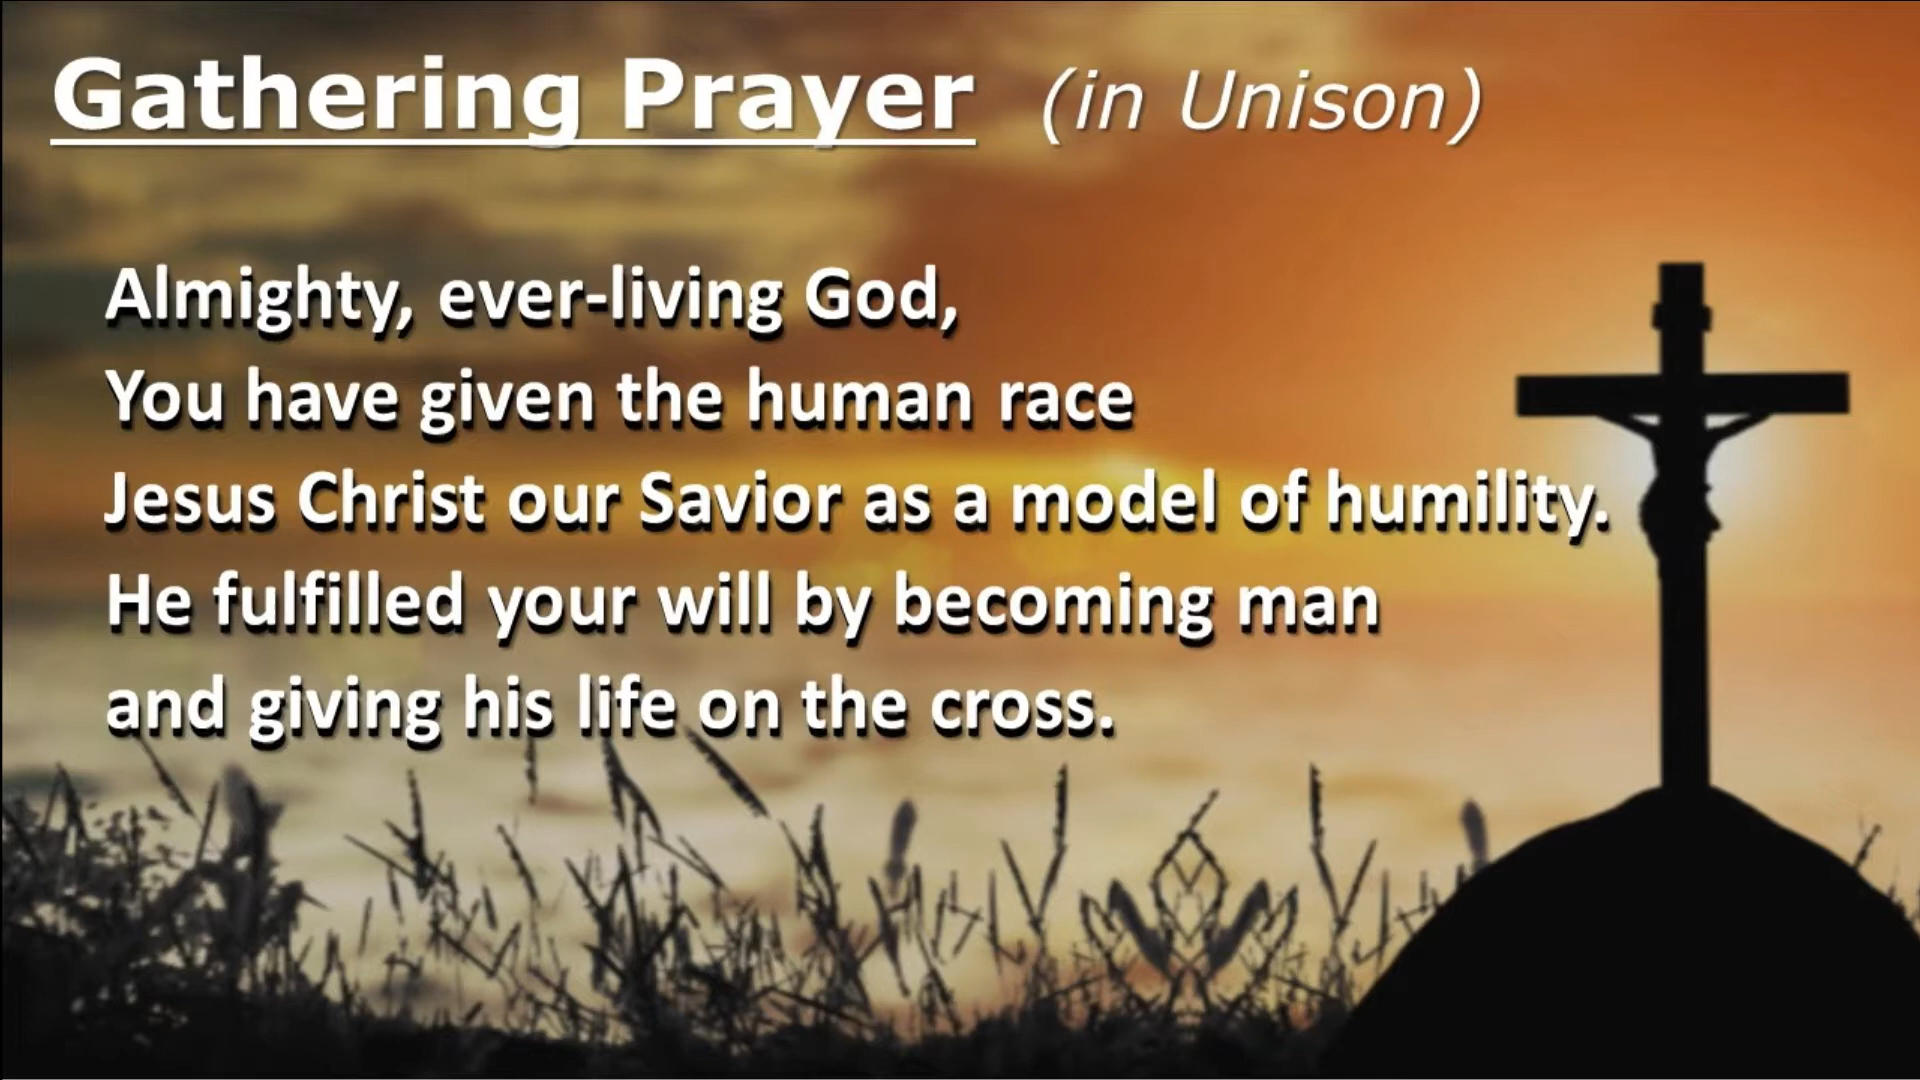 Gathering Prayer (in Unison)
Almighty, ever-living God,
You have given the human race
Jesus Christ our Savior as a model of humility.
He fulfilled your will by becoming man
and giving his life on the cross.